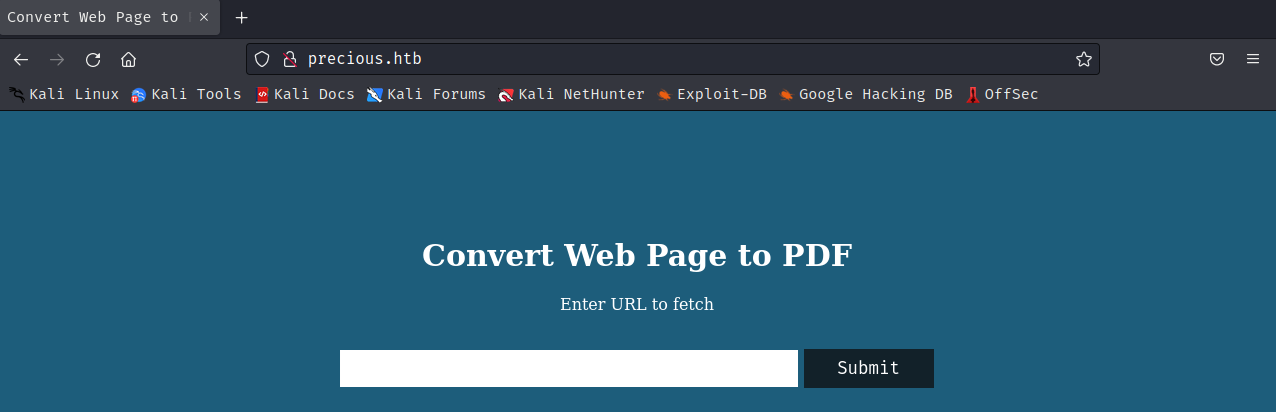 Convert Web Page to
precious.htb
Kali Linux Kali Tools Kali Docs Kali Forums Kali NetHunter Exploit-DB Google Hacking DB OffSec
Convert Web Page to PDF
Enter URL to fetch
Submit